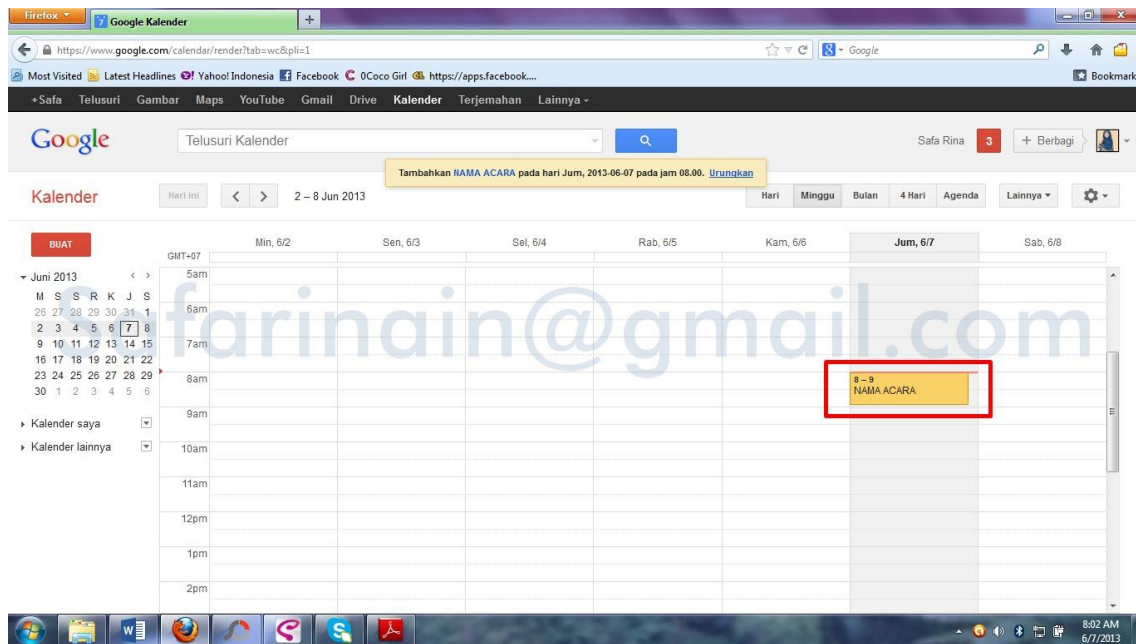 Firefox
Google Kalender
https://www.google.com/calendar/render?tab=wc&pli=1
Google
Most Visited Latest Headlines Yahoo! Indonesia Facebook 0Coco Girl https://apps.facebook.... Bookmark
+Safa Telusuri Gambar Maps YouTube Gmail Drive Kalender Terjemahan Lainnya
Google Telusuri Kalender Safa Rina 3 + Berbagi
Tambahkan NAMA ACARA pada hari Jum, 2013-06-07 pada jam 08.00. Urungkan
Kalender Hari ini < > 2 – 8 Jun 2013 Hari Minggu Bulan 4 Hari Agenda Lainnya
BUAT
Min, 6/2 Sen, 6/3 Sel, 6/4 Rab, 6/5 Kam, 6/6 Jum, 6/7 Sab, 6/8
GMT+07
Juni 2013 < >
M S S R K J S
26 27 28 29 30 31 1
2 3 4 5 6 7 8
9 10 11 12 13 14 15
16 17 18 19 20 21 22
23 24 25 26 27 28 29
30 1 2 3 4 5 6
Kalender saya
Kalender lainnya
5am
6am
7am
8am
9am
10am
11am
12pm
1pm
2pm
8 – 9
NAMA ACARA
Safarinain@gmail.com
8:02 AM
6/7/2013